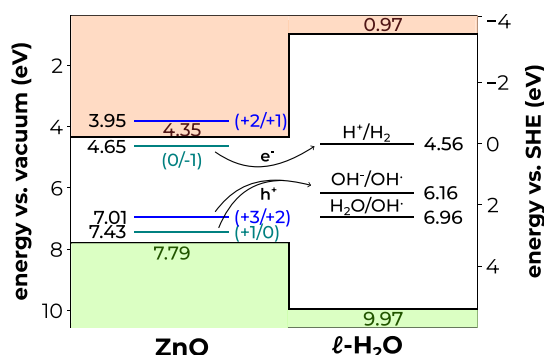 energy vs. vacuum (eV)
2
4
6
8
10
3.95
(+2/+1)
4.35
4.65
(0/-1)
7.01
(+3/+2)
7.43
(+1/0)
7.79
e⁻
h⁺
0.97
H⁺/H₂
4.56
OH⁻/OH·
6.16
H₂O/OH·
6.96
9.97
−4
−2
0
2
4
energy vs. SHE (eV)
ZnO
ℓ-H₂O